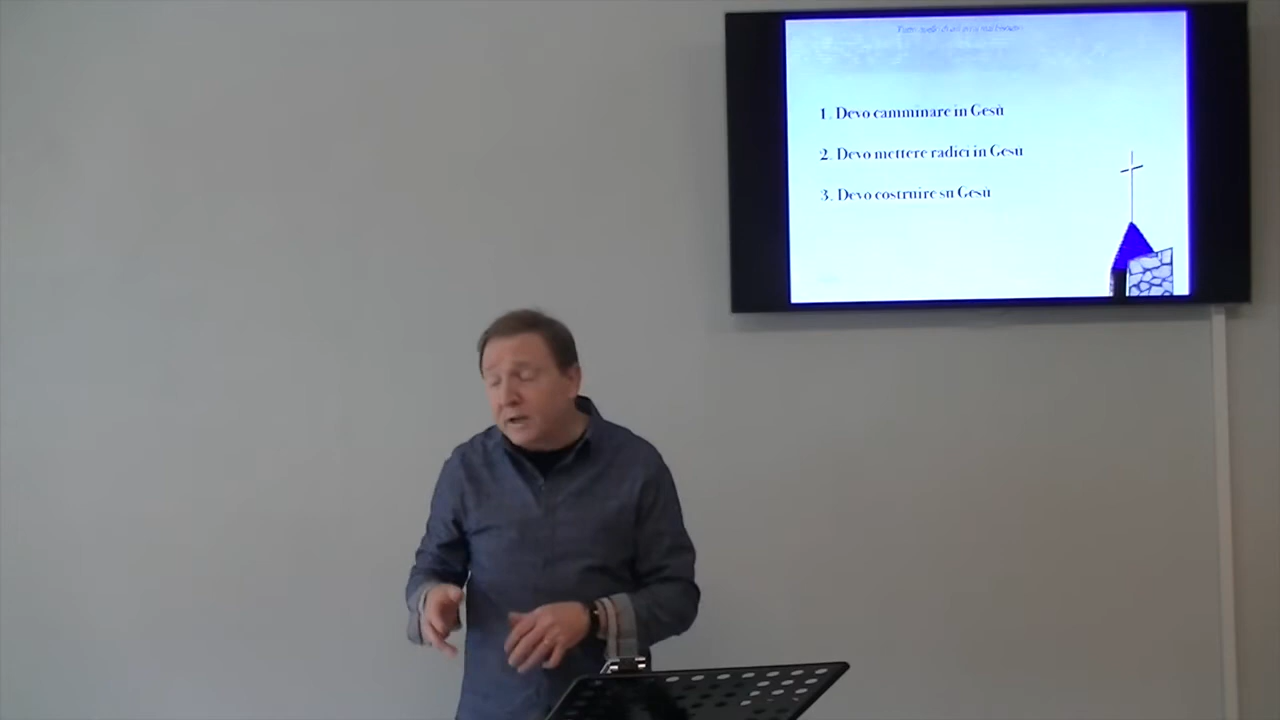 1. Devo camminare in Gesù
2. Devo mettere radici in Gesù
3. Devo costruire su Gesù